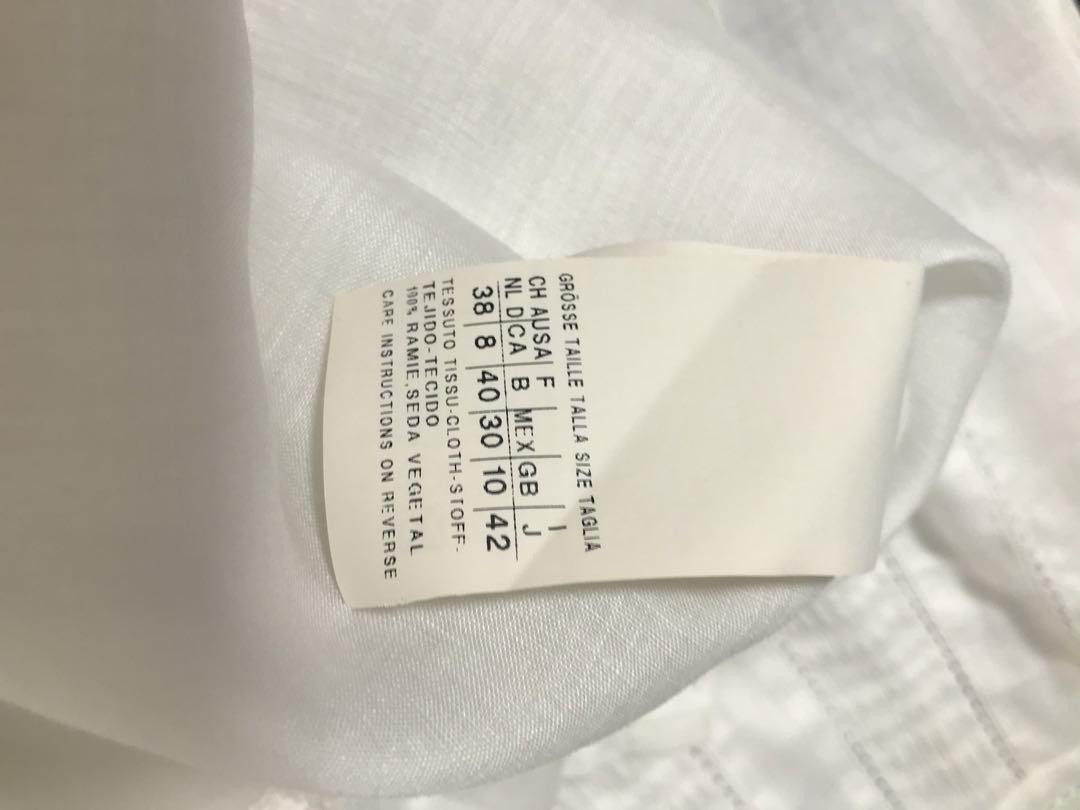 GRÖSSE TAILLE TALLA SIZE TAGLIA
CH A USA F I
NL D CA B MEX GB J
38 8 40 30 10 42
TESSUTO TISSU-CLOTH-STOFF-
TEJIDO-TECIDO
100% RAMIE,SEDA VEGETAL
CARE INSTRUCTIONS ON REVERSE